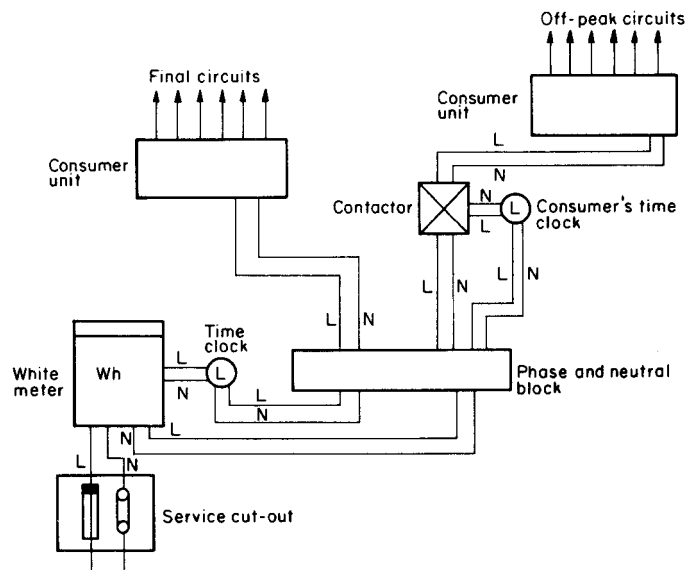 Off-peak circuits
Final circuits
Consumer
unit
L
N
Consumer
unit
Contactor
N
L
L
Consumer's time
clock
L
N
L
N
L
N
Time
clock
White
meter
Wh
L
N
L
L
N
Phase and neutral
block
N
L
L
N
Service cut-out